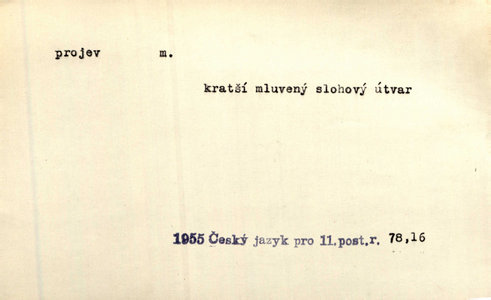 projev m.
kratší mluvený slohový útvar
1955 Český jazyk pro 11.post.r. 78,16